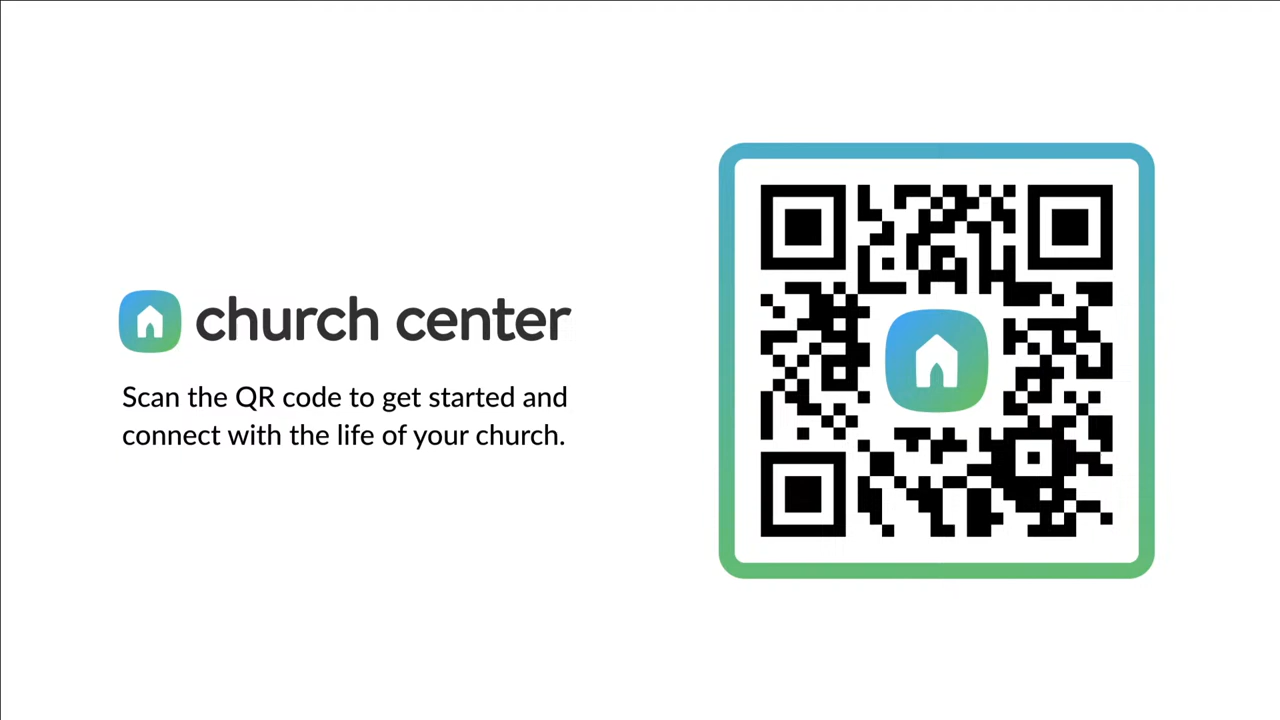 church center
Scan the QR code to get started and
connect with the life of your church.